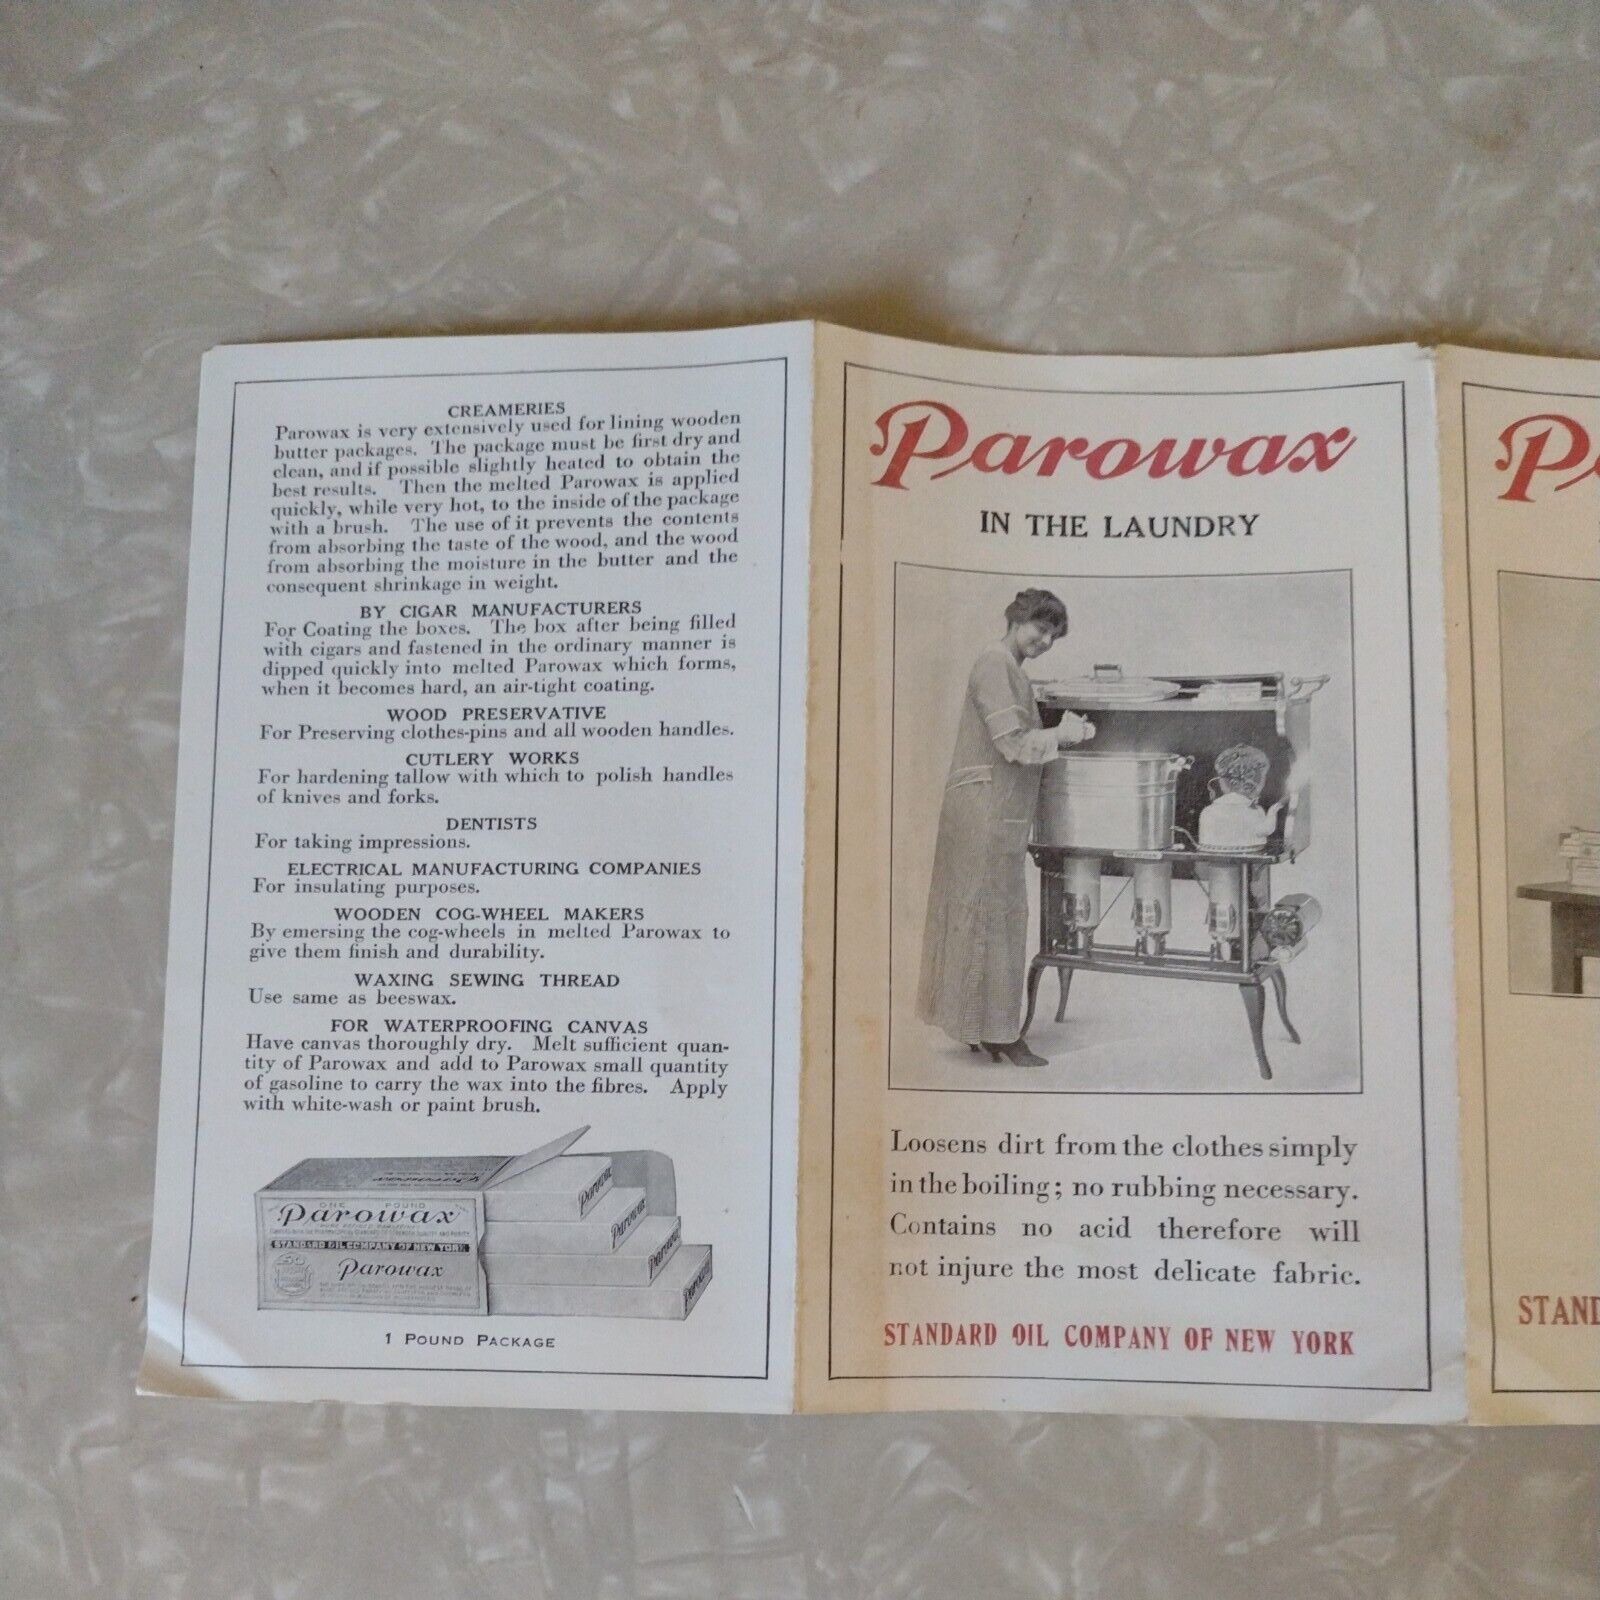 CREAMERIES
Parowax is very extensively used for lining wooden
butter packages. The package must be first dry and
clean, and if possible slightly heated to obtain the
best results. Then the melted Parowax is applied
quickly, while very hot, to the inside of the package
with a brush. The use of it prevents the contents
from absorbing the taste of the wood, and the wood
from absorbing the moisture in the butter and the
consequent shrinkage in weight.
BY CIGAR MANUFACTURERS
For Coating the boxes. The box after being filled
with cigars and fastened in the ordinary manner is
dipped quickly into melted Parowax which forms,
when it becomes hard, an air-tight coating.
WOOD PRESERVATIVE
For Preserving clothes-pins and all wooden handles.
CUTLERY WORKS
For hardening tallow with which to polish handles
of knives and forks.
DENTISTS
For taking impressions.
ELECTRICAL MANUFACTURING COMPANIES
For insulating purposes.
WOODEN COG-WHEEL MAKERS
By emersing the cog-wheels in melted Parowax to
give them finish and durability.
WAXING SEWING THREAD
Use same as beeswax.
FOR WATERPROOFING CANVAS
Have canvas thoroughly dry. Melt sufficient quan-
tity of Parowax and add to Parowax small quantity
of gasoline to carry the wax into the fibres. Apply
with white-wash or paint brush.
ONE POUND
Parowax
STANDARD OIL COMPANY OF NEW YORK
Parowax
Parowax
Parowax
Parowax
Parowax
1 POUND PACKAGE
Parowax
IN THE LAUNDRY
Loosens dirt from the clothes simply
in the boiling; no rubbing necessary.
Contains no acid therefore will
not injure the most delicate fabric.
STANDARD OIL COMPANY OF NEW YORK
Pa
STAND